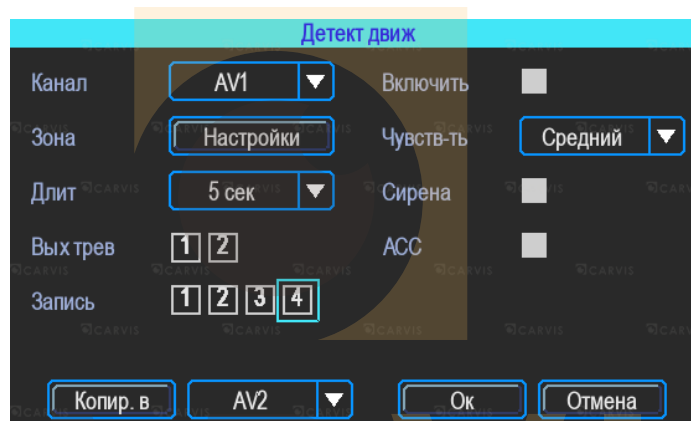 Детект движ
Канал AV1 Включить
Зона Настройки Чувств-ть Средний
Длит 5 сек Сирена
Вых трев 1 2 ACC
Запись 1 2 3 4
Копир. в AV2 Ок Отмена
CARVIS